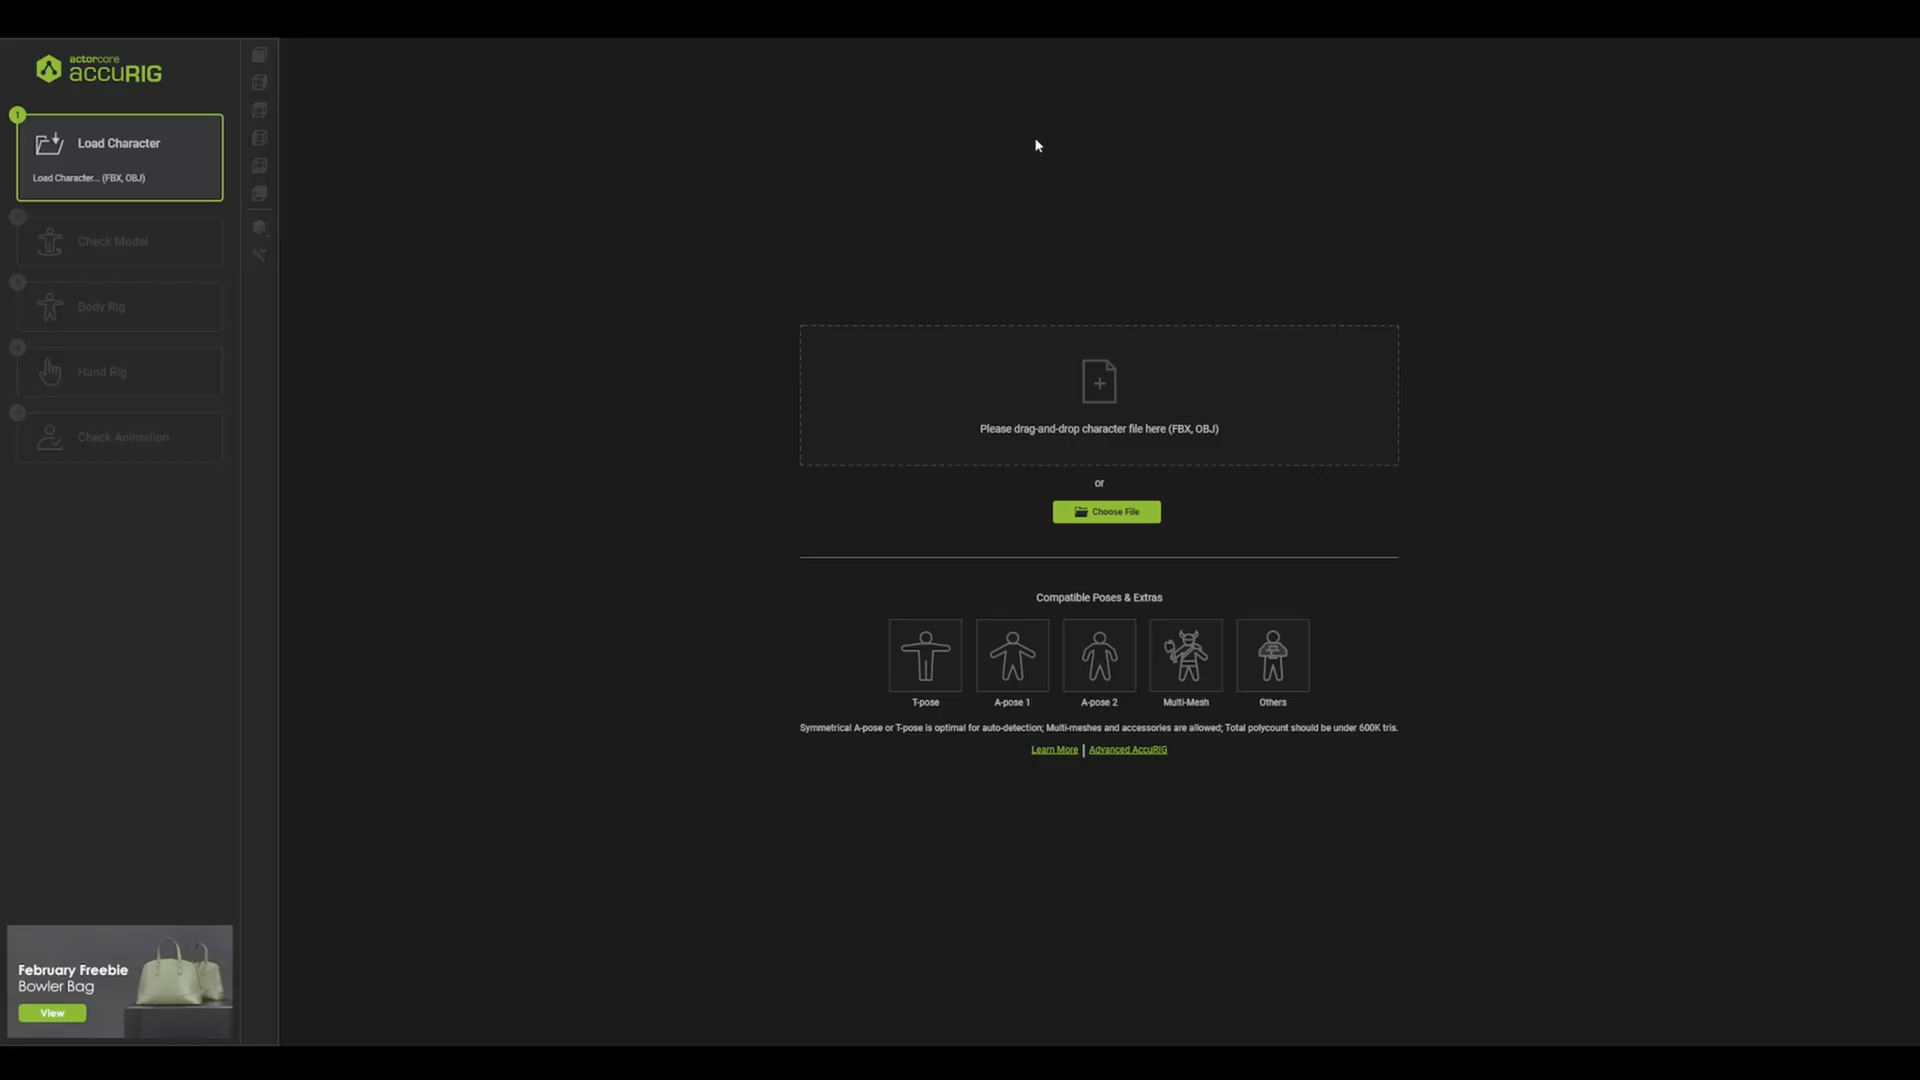 actorcore
accuRIG
1
Load Character
Load Character... (FBX, OBJ)
Check Model
Body Rig
Hand Rig
Check Animation
Please drag-and-drop character file here (FBX, OBJ)
or
Choose File
Compatible Poses & Extras
T-pose
A-pose 1
A-pose 2
Multi-Mesh
Others
Symmetrical A-pose or T-pose is optimal for auto-detection; Multi-meshes and accessories are allowed; Total polycount should be under 600K tris.
Learn More | Advanced AccuRIG
February Freebie
Bowler Bag
View